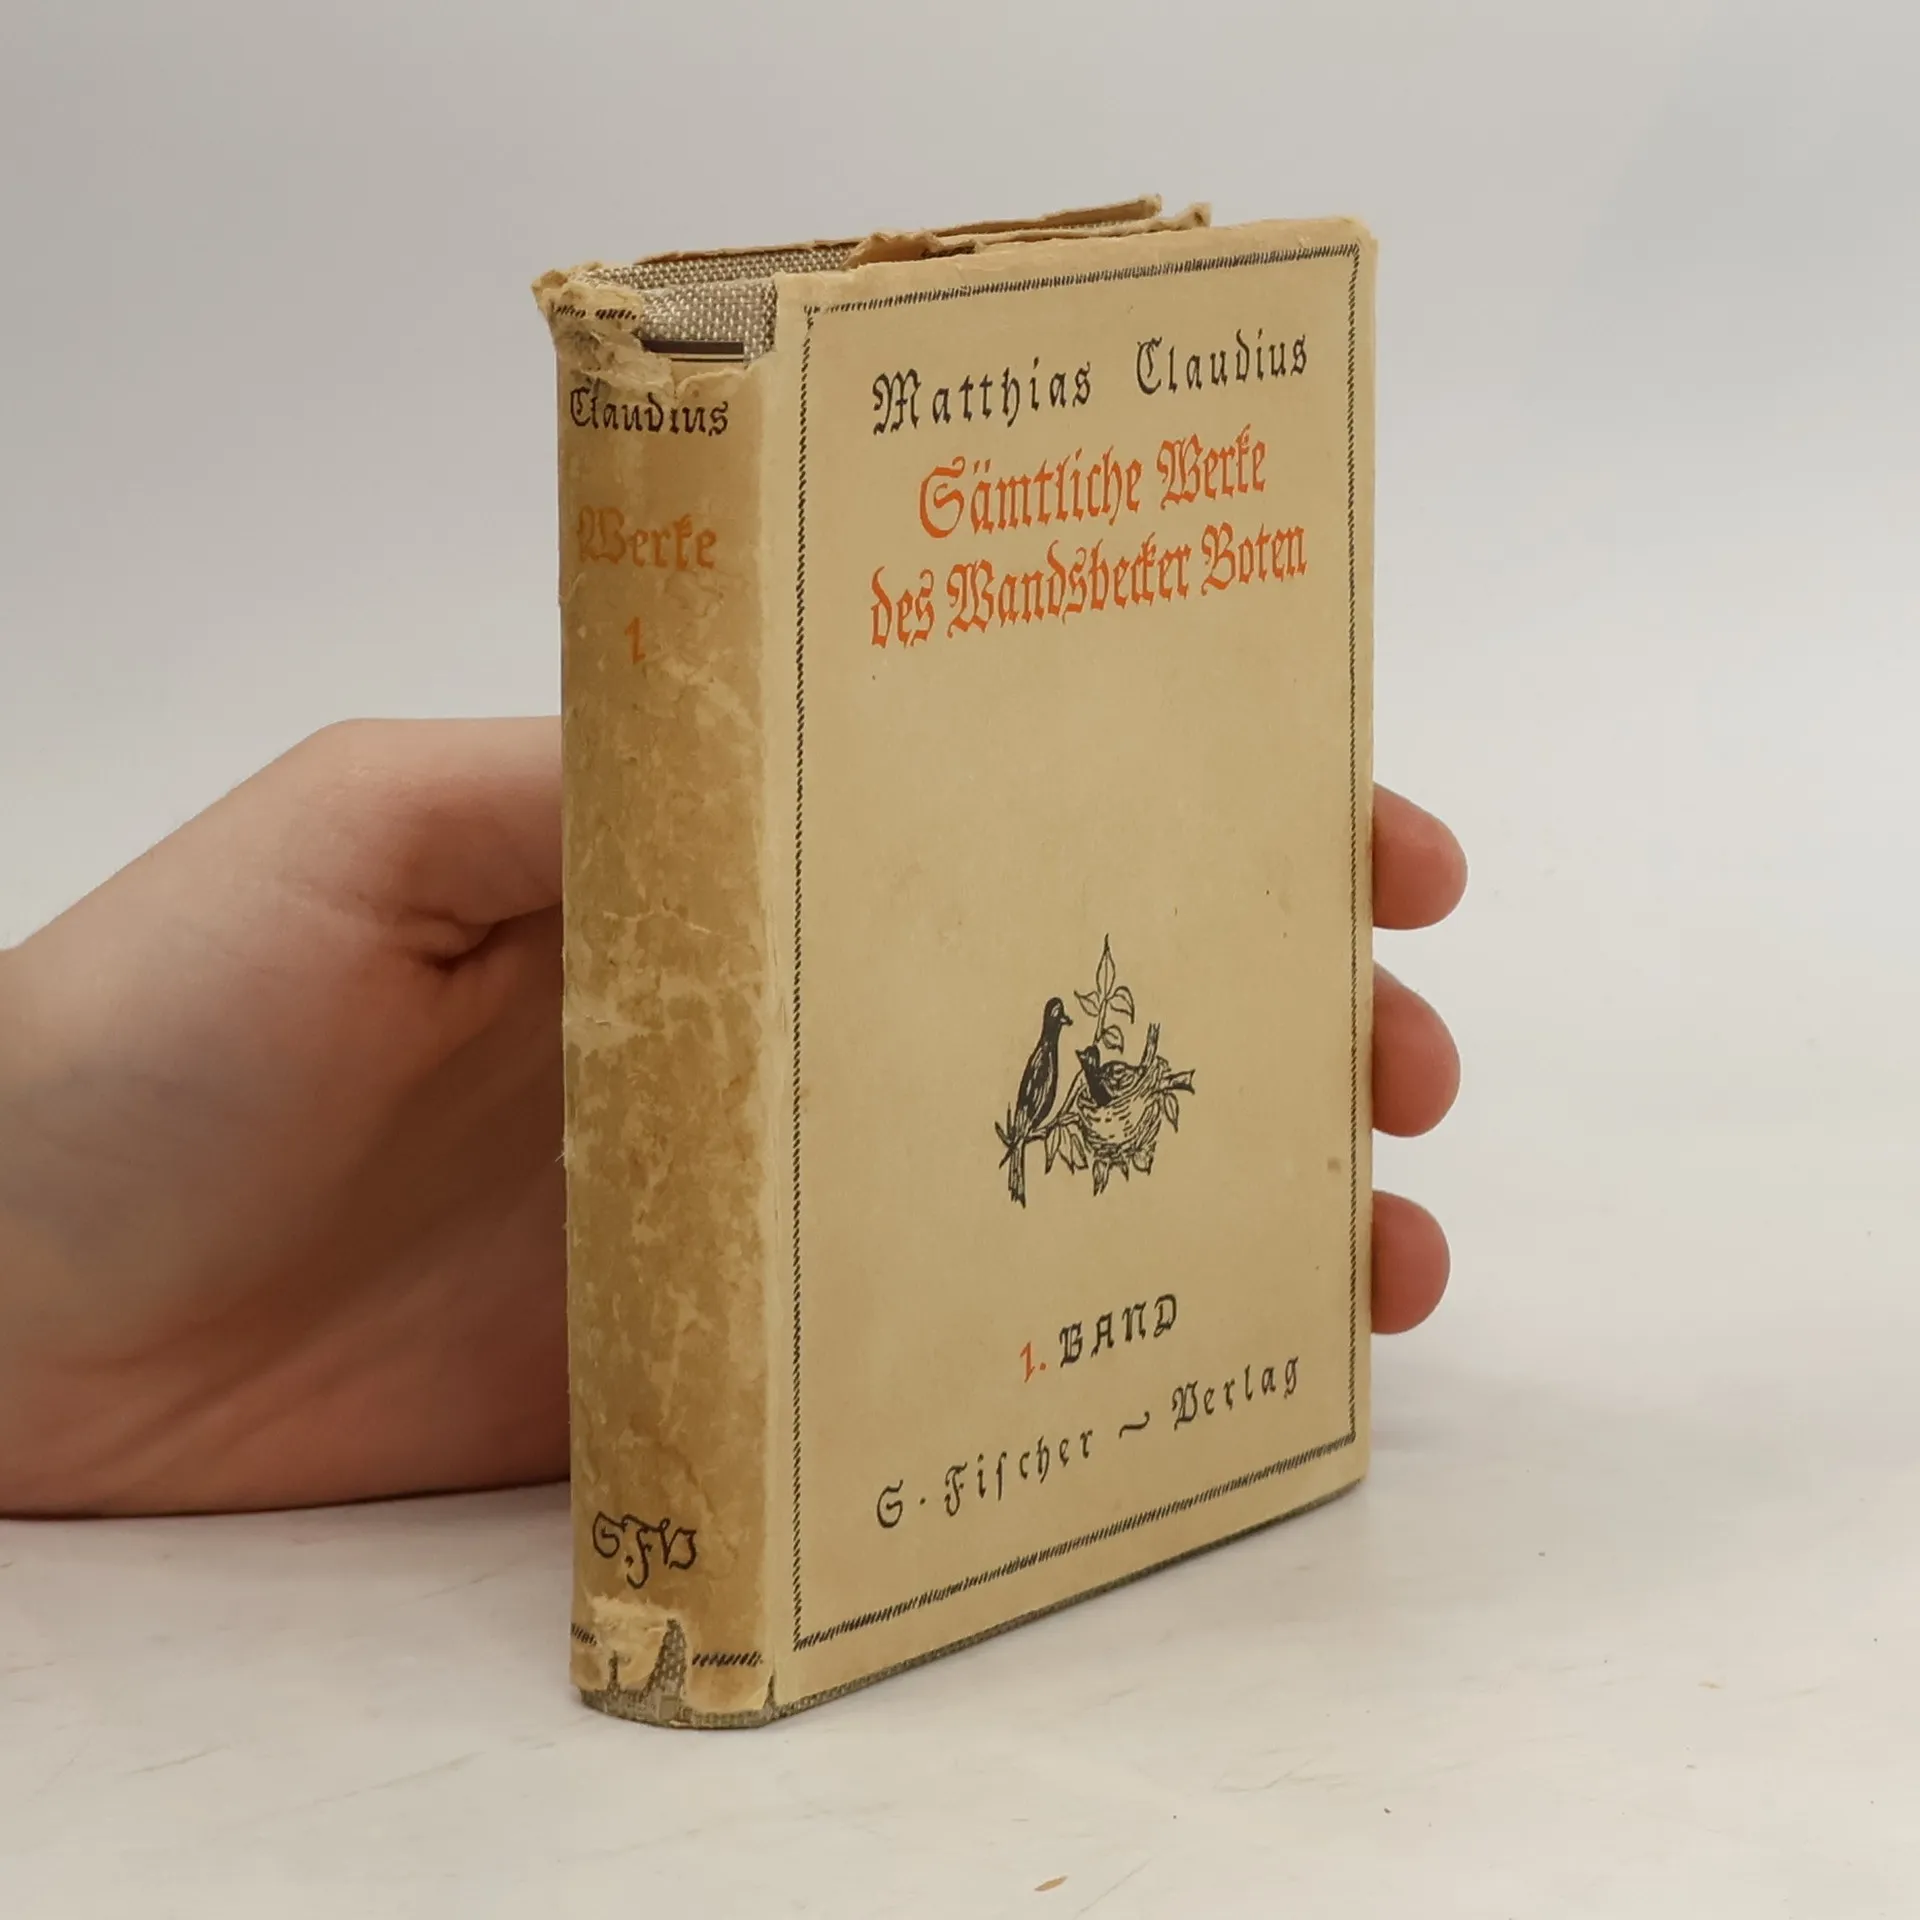 Claudius
Werke
1
SFV
Matthias Claudius
Sämtliche Werke
des Wandsbecker Boten
1. BAND
S. Fiſcher ~ Verlag